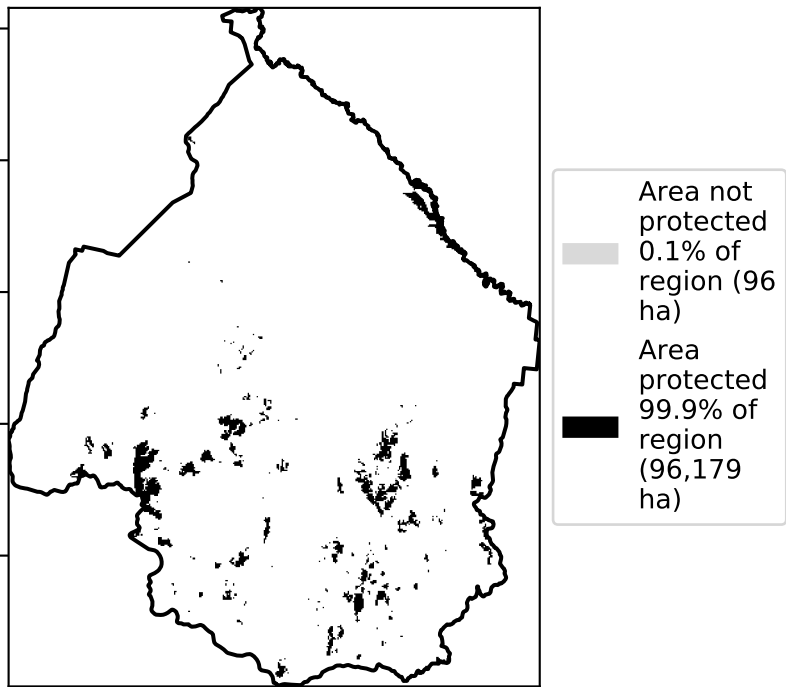 Area not
protected
0.1% of
region (96
ha)
Area
protected
99.9% of
region
(96,179
ha)